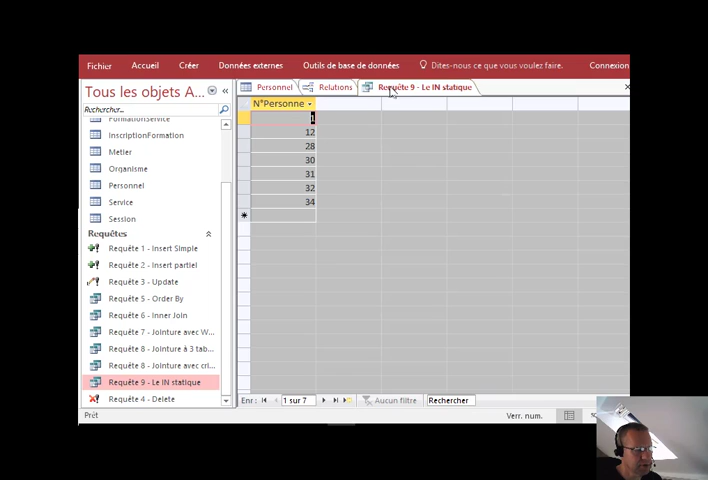 Fichier Accueil Créer Données externes Outils de base de données Dites-nous ce que vous voulez faire. Connexion
Tous les objets A... «
Personnel Relations Requête 9 - Le IN statique
Rechercher...
FormationService
InscriptionFormation
Metier
Organisme
Personnel
Service
Session
Requêtes
Requête 1 - Insert Simple
Requête 2 - Insert partiel
Requête 3 - Update
Requête 5 - Order By
Requête 6 - Inner Join
Requête 7 - Jointure avec W...
Requête 8 - Jointure à 3 tab...
Requête 8 - Jointure avec cri...
Requête 9 - Le IN statique
Requête 4 - Delete
N°Personne
1
12
28
30
31
32
34
Enr : 1 sur 7 Aucun filtre Rechercher
Prêt Verr. num.